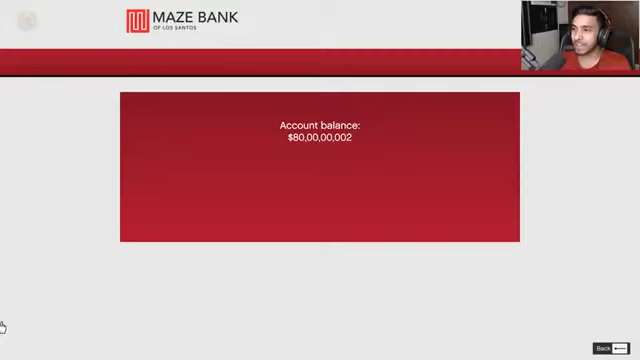 MAZE BANK
OF LOS SANTOS
Account balance:
$80,00,00,002
Back